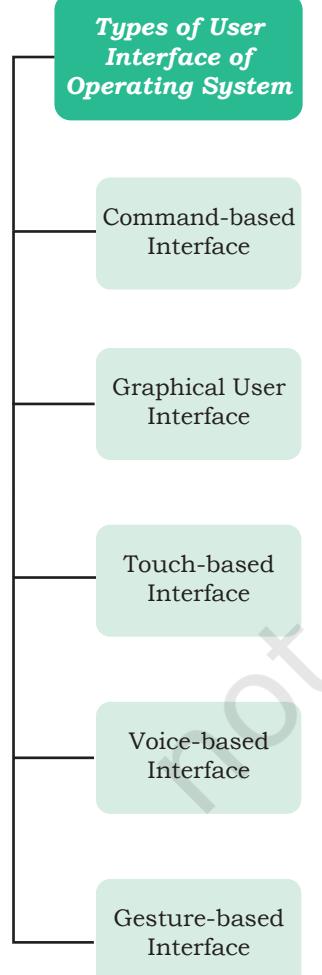 Types of User
Interface of
Operating System
Command-based
Interface
Graphical User
Interface
Touch-based
Interface
not
Voice-based
Interface
Gesture-based
Interface